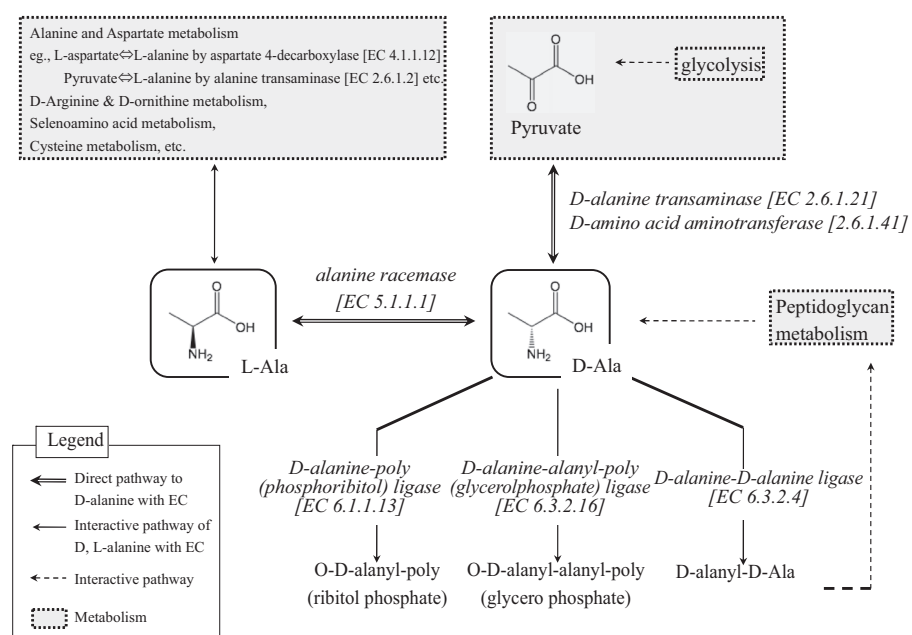 Alanine and Aspartate metabolism
eg., L-aspartate⇔L-alanine by aspartate 4-decarboxylase [EC 4.1.1.12]
Pyruvate⇔L-alanine by alanine transaminase [EC 2.6.1.2] etc.
D-Arginine & D-ornithine metabolism,
Selenoamino acid metabolism,
Cysteine metabolism, etc.
O
OH
O
Pyruvate
glycolysis
D-alanine transaminase [EC 2.6.1.21]
D-amino acid aminotransferase [2.6.1.41]
alanine racemase
[EC 5.1.1.1]
O
OH
NH2
L-Ala
O
OH
NH2
D-Ala
Peptidoglycan
metabolism
Legend
Direct pathway to
D-alanine with EC
Interactive pathway of
D, L-alanine with EC
Interactive pathway
Metabolism
D-alanine-poly
(phosphoribitol) ligase
[EC 6.1.1.13]
D-alanine-alanyl-poly
(glycerolphosphate) ligase
[EC 6.3.2.16]
D-alanine-D-alanine ligase
[EC 6.3.2.4]
O-D-alanyl-poly
(ribitol phosphate)
O-D-alanyl-alanyl-poly
(glycero phosphate)
D-alanyl-D-Ala